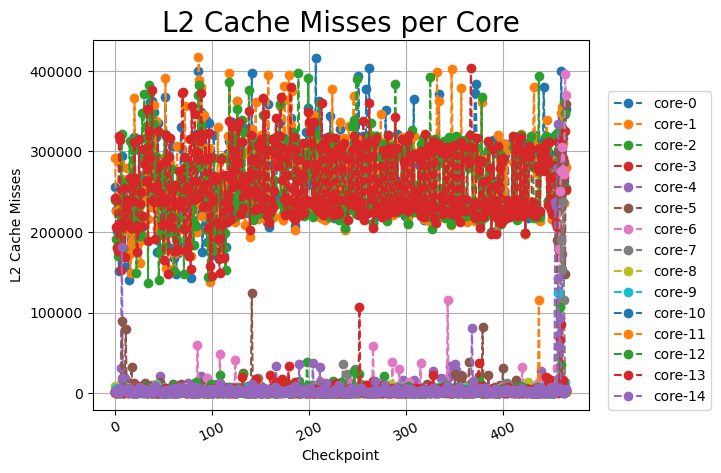 L2 Cache Misses per Core
L2 Cache Misses
400000
300000
200000
100000
0
0
100
200
300
400
Checkpoint
core-0
core-1
core-2
core-3
core-4
core-5
core-6
core-7
core-8
core-9
core-10
core-11
core-12
core-13
core-14